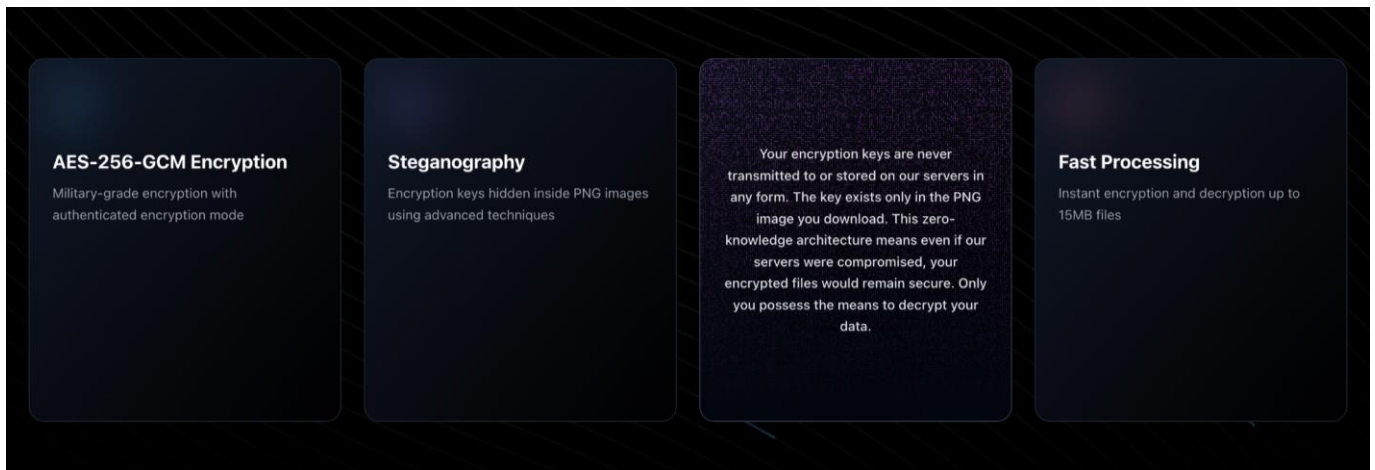 AES-256-GCM Encryption
Military-grade encryption with
authenticated encryption mode
Steganography
Encryption keys hidden inside PNG images
using advanced techniques
Your encryption keys are never
transmitted to or stored on our servers in
any form. The key exists only in the PNG
image you download. This zero-
knowledge architecture means even if our
servers were compromised, your
encrypted files would remain secure. Only
you possess the means to decrypt your
data.
Fast Processing
Instant encryption and decryption up to
15MB files